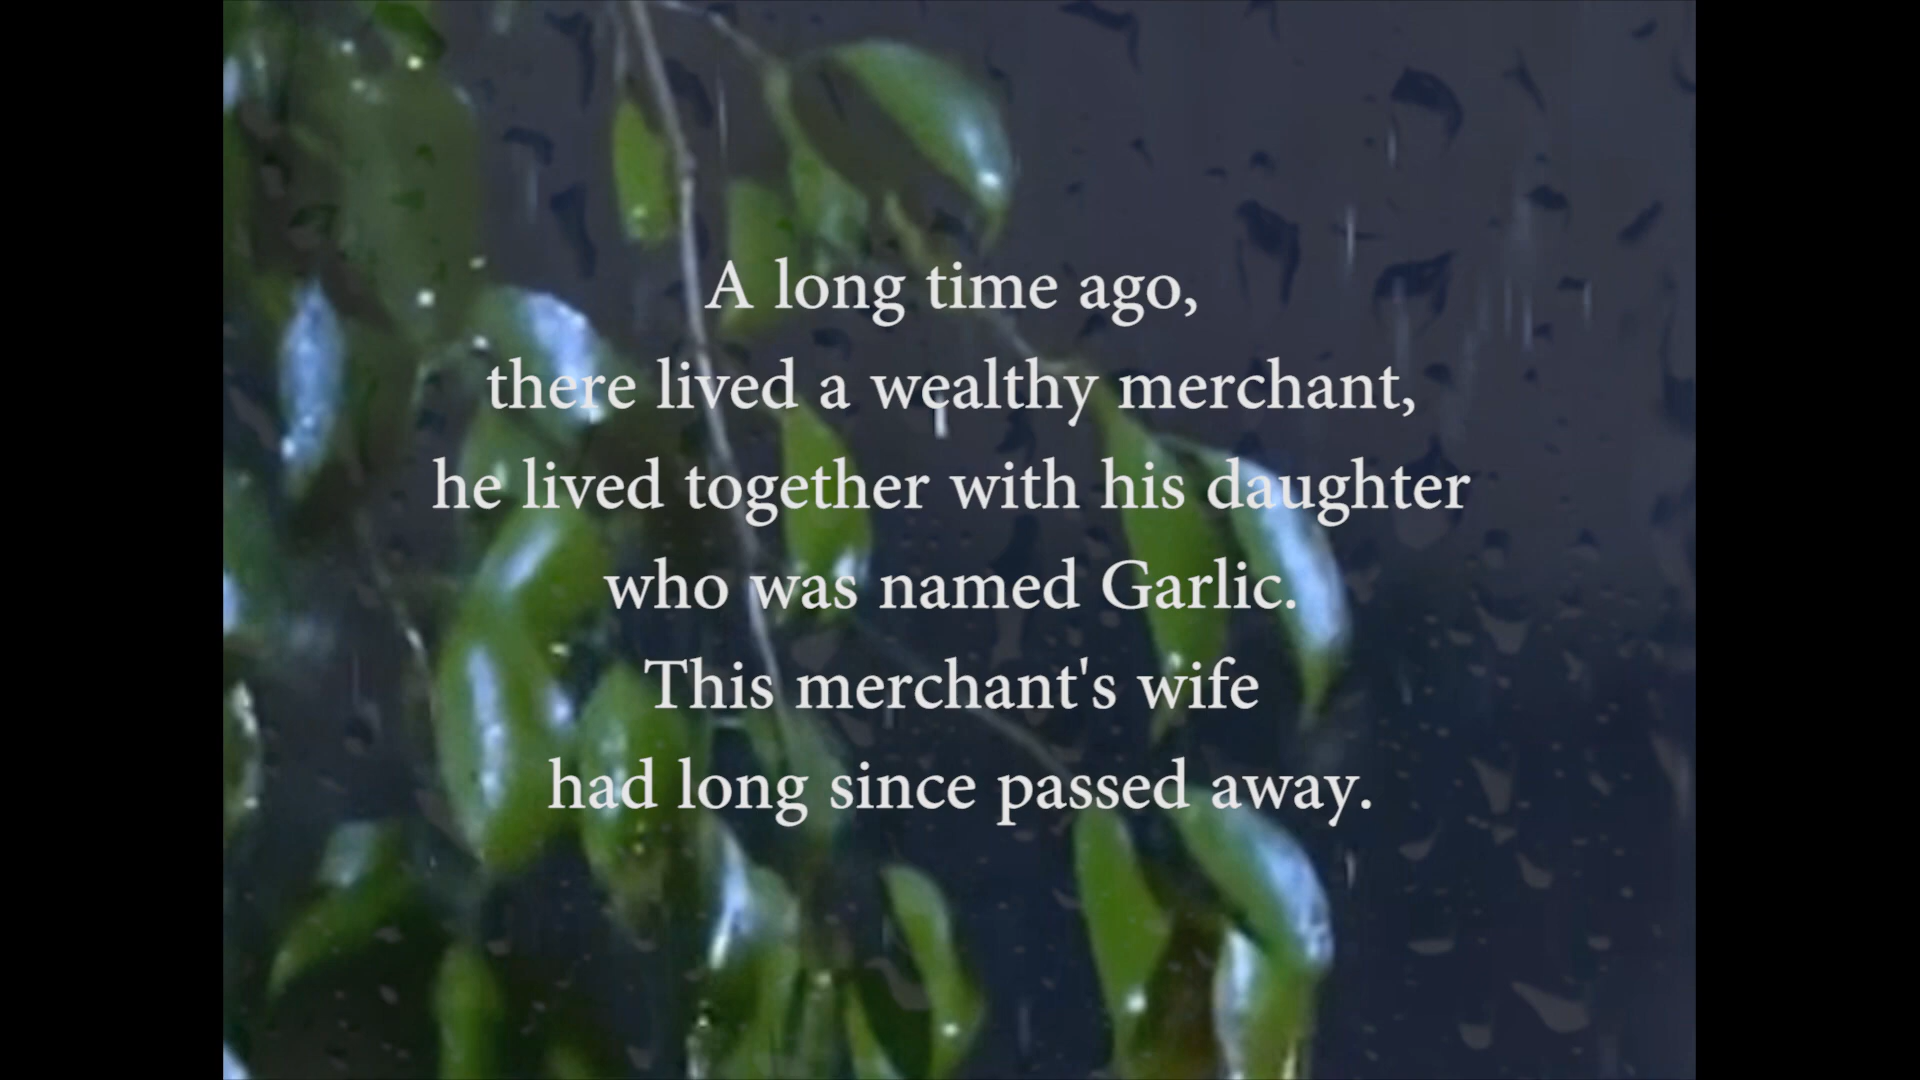 A long time ago,
there lived a wealthy merchant,
he lived together with his daughter
who was named Garlic.
This merchant's wife
had long since passed away.